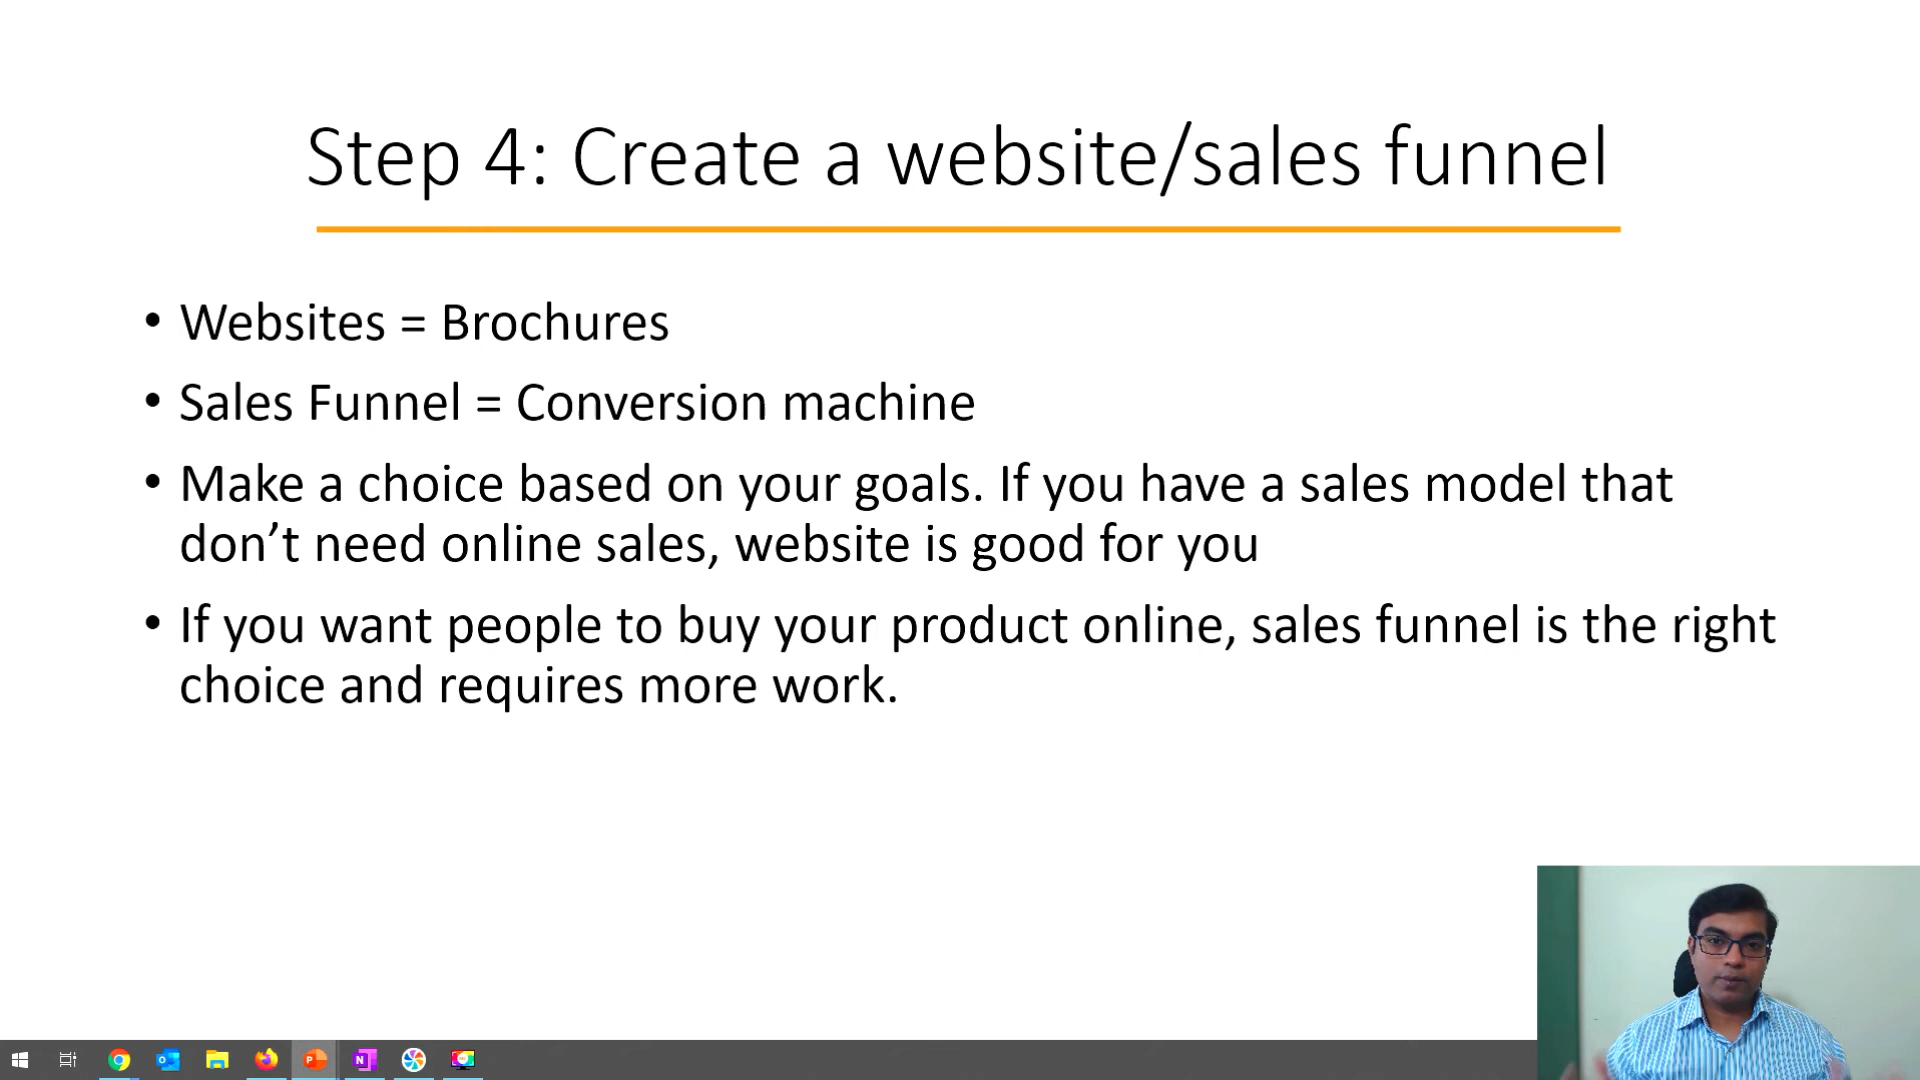 Step 4: Create a website/sales funnel
• Websites = Brochures
• Sales Funnel = Conversion machine
• Make a choice based on your goals. If you have a sales model that
don’t need online sales, website is good for you
• If you want people to buy your product online, sales funnel is the right
choice and requires more work.